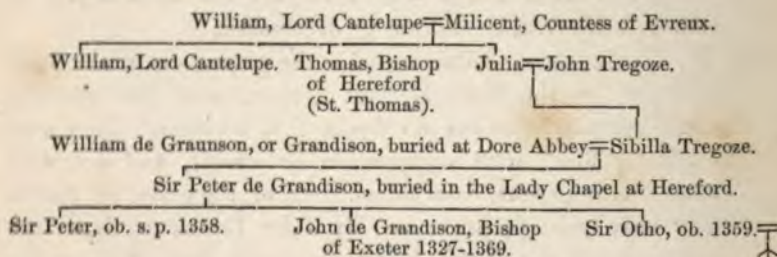 William, Lord Cantelupe=Milicent, Countess of Evreux.
William, Lord Cantelupe. Thomas, Bishop Julia=John Tregoze.
of Hereford
(St. Thomas).
William de Graunson, or Grandison, buried at Dore Abbey=Sibilla Tregoze.
Sir Peter de Grandison, buried in the Lady Chapel at Hereford.
Sir Peter, ob. s. p. 1358. John de Grandison, Bishop Sir Otho, ob. 1359.=
of Exeter 1327-1369.